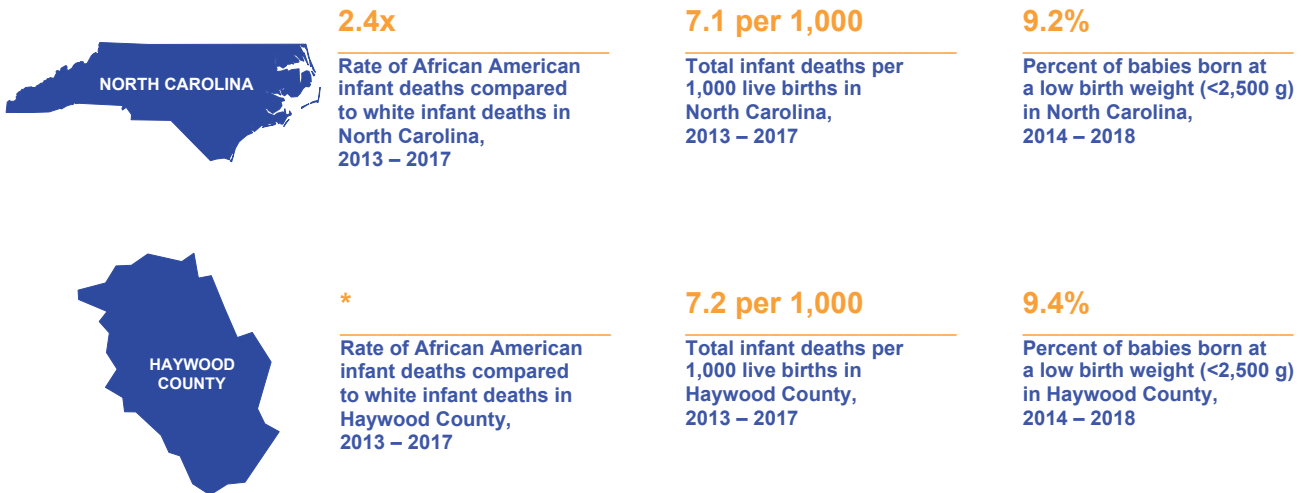 NORTH CAROLINA
2.4x
Rate of African American
infant deaths compared
to white infant deaths in
North Carolina,
2013 – 2017
7.1 per 1,000
Total infant deaths per
1,000 live births in
North Carolina,
2013 – 2017
9.2%
Percent of babies born at
a low birth weight (<2,500 g)
in North Carolina,
2014 – 2018
HAYWOOD
COUNTY
*
Rate of African American
infant deaths compared
to white infant deaths in
Haywood County,
2013 – 2017
7.2 per 1,000
Total infant deaths per
1,000 live births in
Haywood County,
2013 – 2017
9.4%
Percent of babies born at
a low birth weight (<2,500 g)
in Haywood County,
2014 – 2018